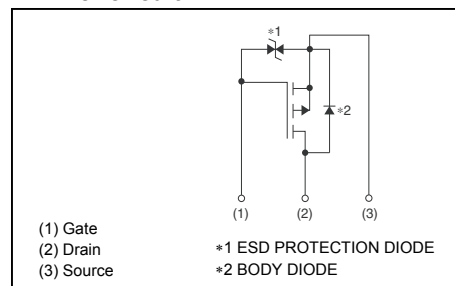 ∗1
∗2
(1) (2) (3)
(1) Gate
(2) Drain
(3) Source
∗1 ESD PROTECTION DIODE
∗2 BODY DIODE